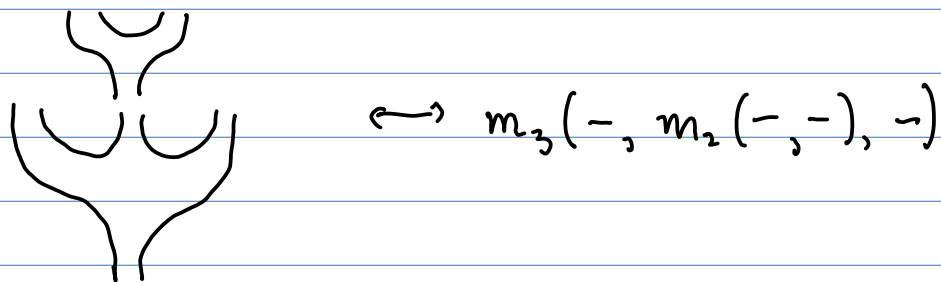 ⟷ m₃(-, m₂(-,-), -)